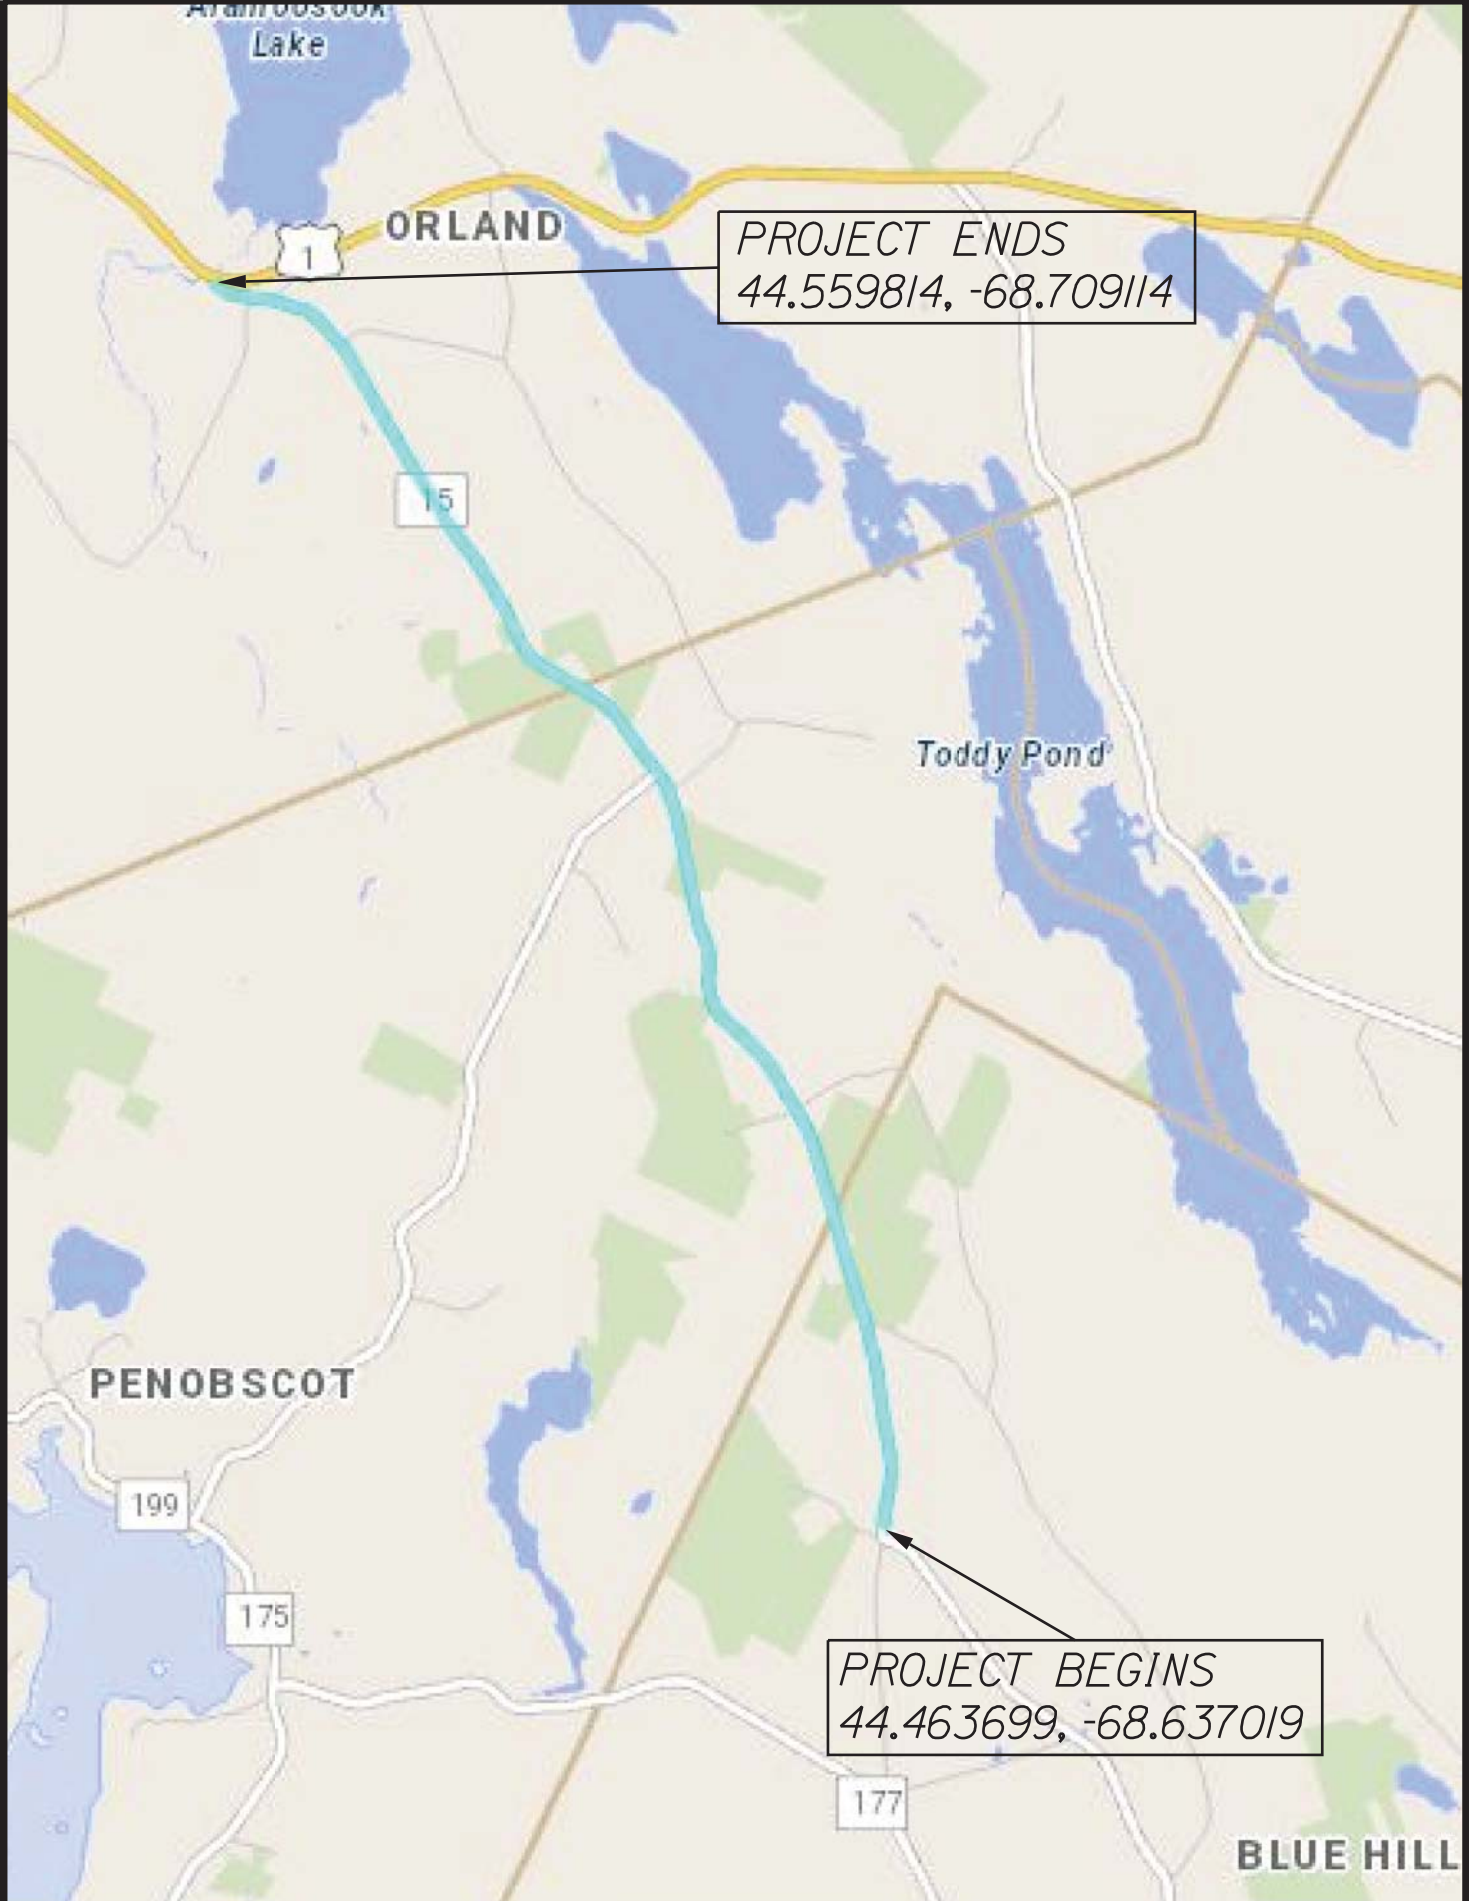 Alamoosook
Lake
ORLAND
1
PROJECT ENDS
44.559814, -68.709114
15
Toddy Pond
PENOBSCOT
199
175
PROJECT BEGINS
44.463699, -68.637019
177
BLUE HILL